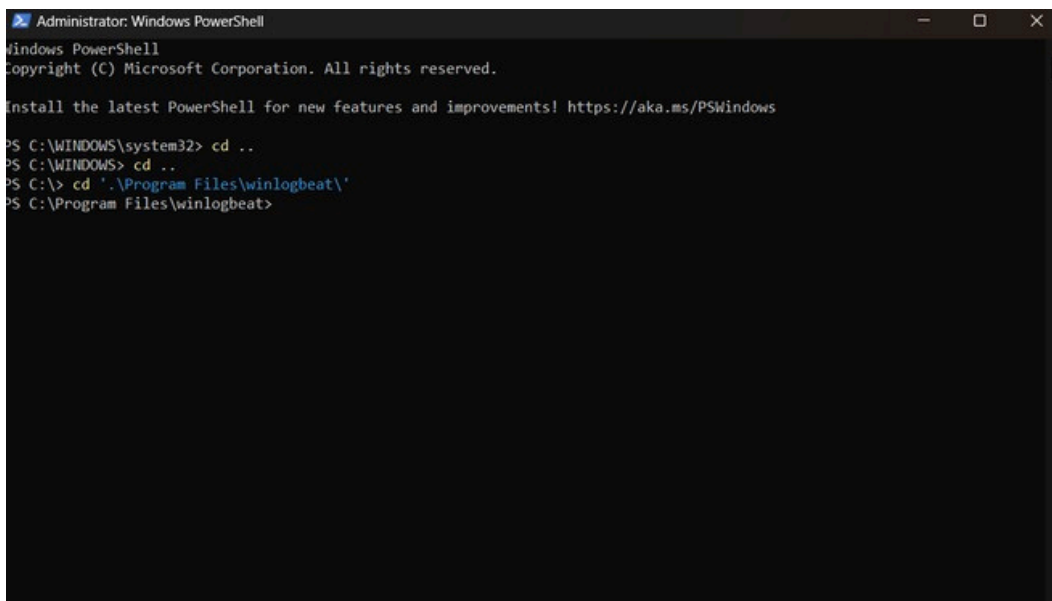 Administrator: Windows PowerShell
Windows PowerShell
Copyright (C) Microsoft Corporation. All rights reserved.
Install the latest PowerShell for new features and improvements! https://aka.ms/PSWindows
PS C:\WINDOWS\system32> cd ..
PS C:\WINDOWS> cd ..
PS C:\> cd '.\Program Files\winlogbeat\'
PS C:\Program Files\winlogbeat>